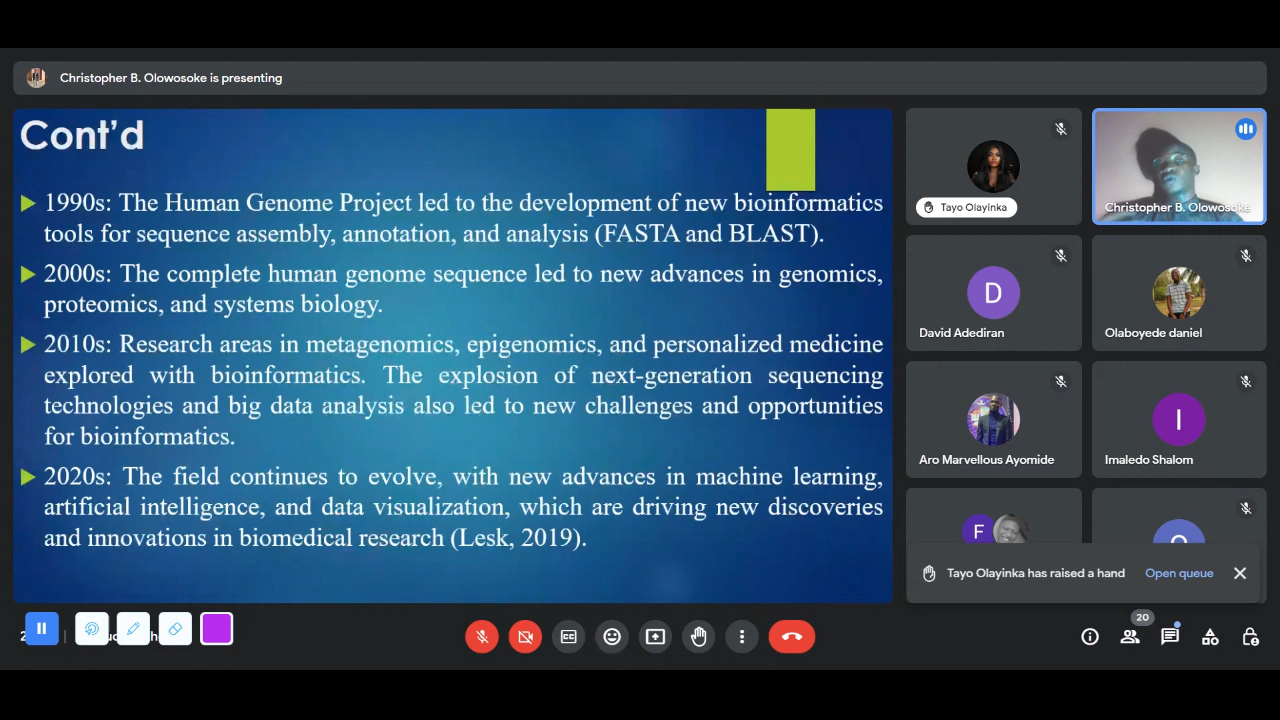 Christopher B. Olowosoke is presenting
Cont’d
1990s: The Human Genome Project led to the development of new bioinformatics
tools for sequence assembly, annotation, and analysis (FASTA and BLAST).
2000s: The complete human genome sequence led to new advances in genomics,
proteomics, and systems biology.
2010s: Research areas in metagenomics, epigenomics, and personalized medicine
explored with bioinformatics. The explosion of next-generation sequencing
technologies and big data analysis also led to new challenges and opportunities
for bioinformatics.
2020s: The field continues to evolve, with new advances in machine learning,
artificial intelligence, and data visualization, which are driving new discoveries
and innovations in biomedical research (Lesk, 2019).
Tayo Olayinka
Christopher B. Olowosoke
D
David Adediran
Olaboyede daniel
Aro Marvellous Ayomide
I
Imaledo Shalom
F
Tayo Olayinka has raised a hand
Open queue
CC
20